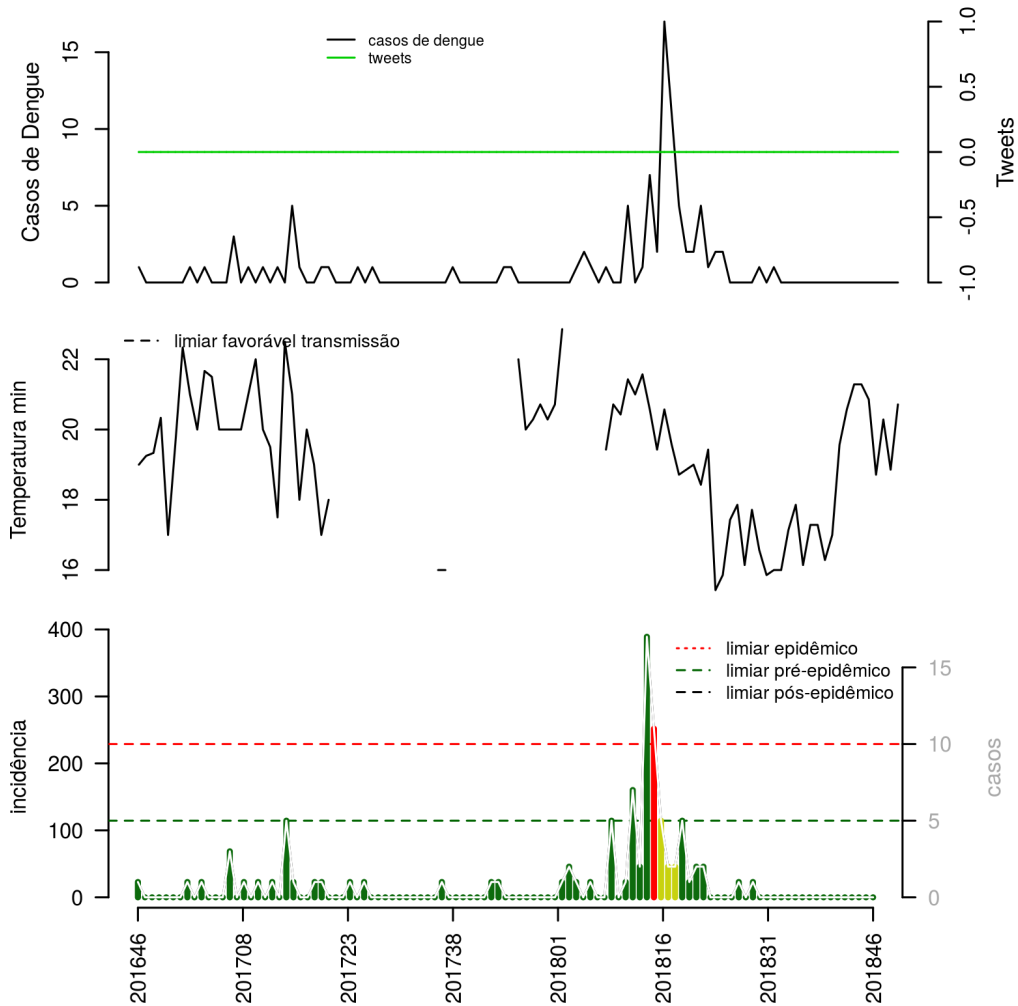 casos de dengue
tweets
Casos de Dengue
0
5
10
15
Tweets
-1.0
-0.5
0.0
0.5
1.0
limiar favorável transmissão
Temperatura min
16
18
20
22
limiar epidêmico
limiar pré-epidêmico
limiar pós-epidêmico
incidência
0
100
200
300
400
casos
0
5
10
15
201646
201708
201723
201738
201801
201816
201831
201846